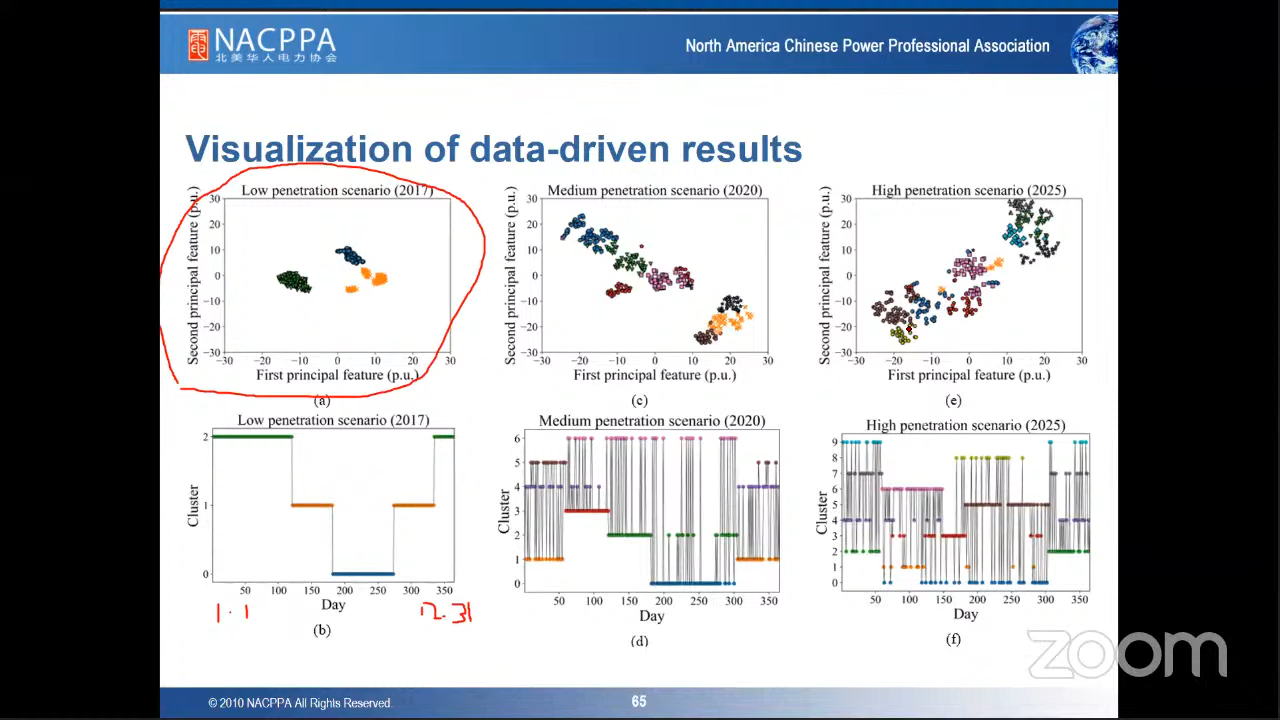 NACPPA
北美华人电力协会
North America Chinese Power Professional Association
Visualization of data-driven results
Low penetration scenario (2017)
Second principal feature (p.u.)
30
20
10
0
−10
−20
−30
−30
−20
−10
0
10
20
30
First principal feature (p.u.)
(a)
Medium penetration scenario (2020)
Second principal feature (p.u.)
30
20
10
0
−10
−20
−30
−30
−20
−10
0
10
20
30
First principal feature (p.u.)
(c)
High penetration scenario (2025)
Second principal feature (p.u.)
30
20
10
0
−10
−20
−30
−30
−20
−10
0
10
20
30
First principal feature (p.u.)
(e)
Low penetration scenario (2017)
Cluster
2
1
0
50
100
150
200
250
300
350
Day
1.1
12.31
(b)
Medium penetration scenario (2020)
Cluster
6
5
4
3
2
1
0
50
100
150
200
250
300
350
Day
(d)
High penetration scenario (2025)
Cluster
9
8
7
6
5
4
3
2
1
0
50
100
150
200
250
300
350
Day
(f)
zoom
© 2010 NACPPA All Rights Reserved.
65